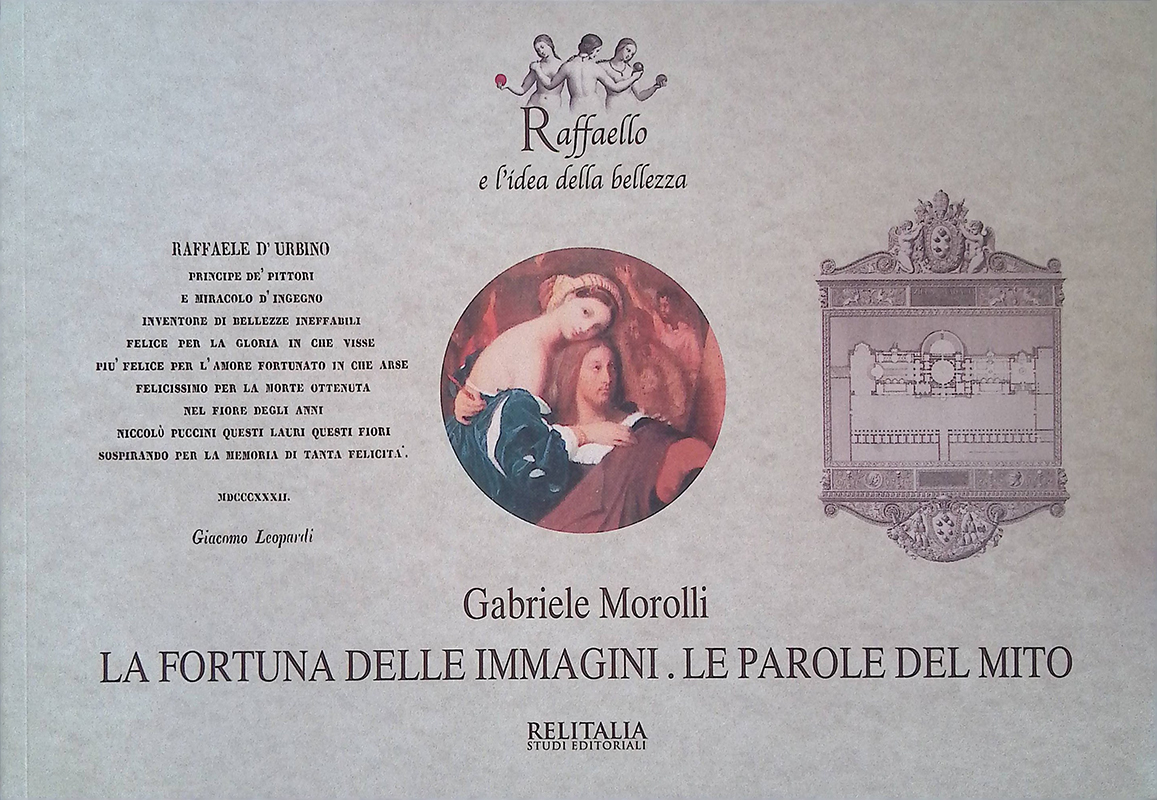 Raffaello
e l'idea della bellezza
RAFFAELE D' URBINO
PRINCIPE DE' PITTORI
E MIRACOLO D' INGEGNO
INVENTORE DI BELLEZZE INEFFABILI
FELICE PER LA GLORIA IN CHE VISSE
PIU' FELICE PER L' AMORE FORTUNATO IN CHE ARSE
FELICISSIMO PER LA MORTE OTTENUTA
NEL FIORE DEGLI ANNI
NICCOLÒ PUCCINI QUESTI LAURI QUESTI FIORI
SOSPIRANDO PER LA MEMORIA DI TANTA FELICITA'.
MDCCCXXXII.
Giacomo Leopardi
Gabriele Morolli
LA FORTUNA DELLE IMMAGINI . LE PAROLE DEL MITO
RELITALIA
STUDI EDITORIALI